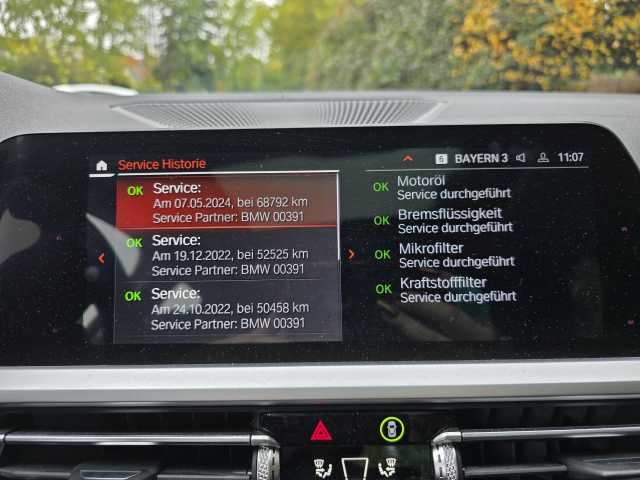 Service Historie
BAYERN 3
11:07
OK Service:
Am 07.05.2024, bei 68792 km
Service Partner: BMW 00391
OK Service:
Am 19.12.2022, bei 52525 km
Service Partner: BMW 00391
OK Service:
Am 24.10.2022, bei 50458 km
Service Partner: BMW 00391
OK Motoröl
Service durchgeführt
OK Bremsflüssigkeit
Service durchgeführt
OK Mikrofilter
Service durchgeführt
OK Kraftstofffilter
Service durchgeführt